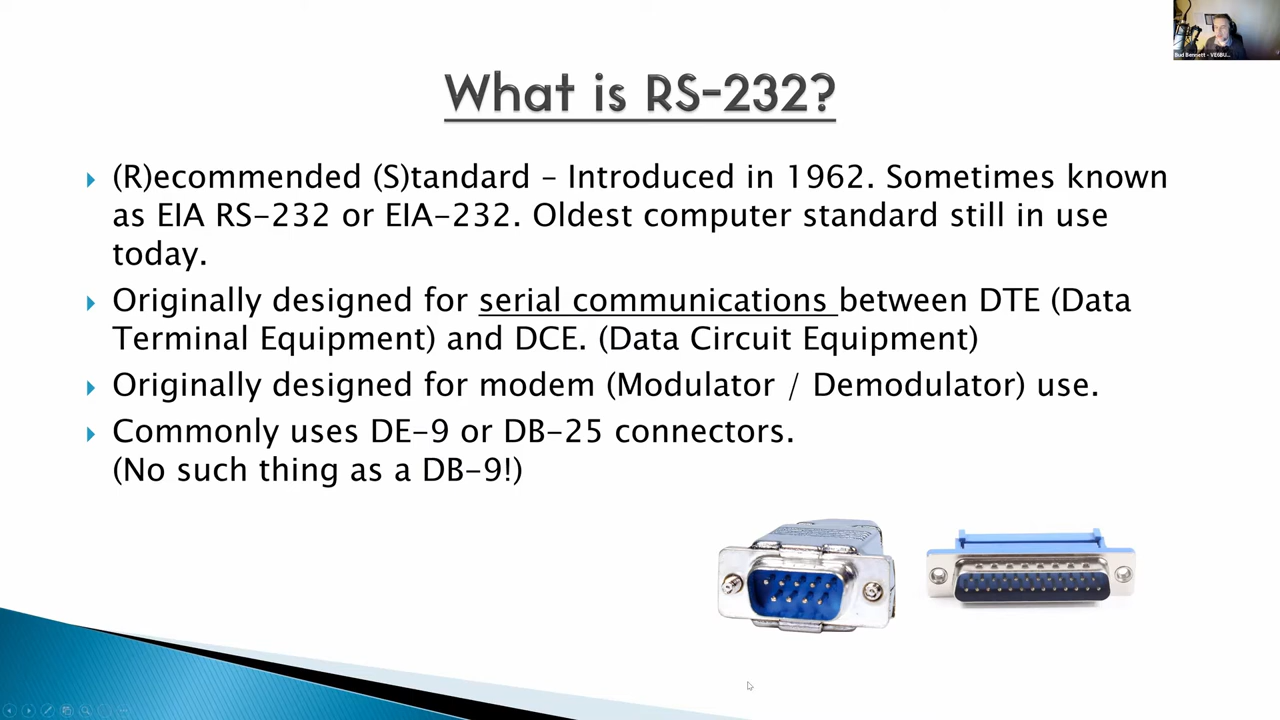 What is RS-232?
(R)ecommended (S)tandard – Introduced in 1962. Sometimes known
as EIA RS-232 or EIA-232. Oldest computer standard still in use
today.
Originally designed for serial communications between DTE (Data
Terminal Equipment) and DCE. (Data Circuit Equipment)
Originally designed for modem (Modulator / Demodulator) use.
Commonly uses DE-9 or DB-25 connectors.
(No such thing as a DB-9!)
Bud Bennett -